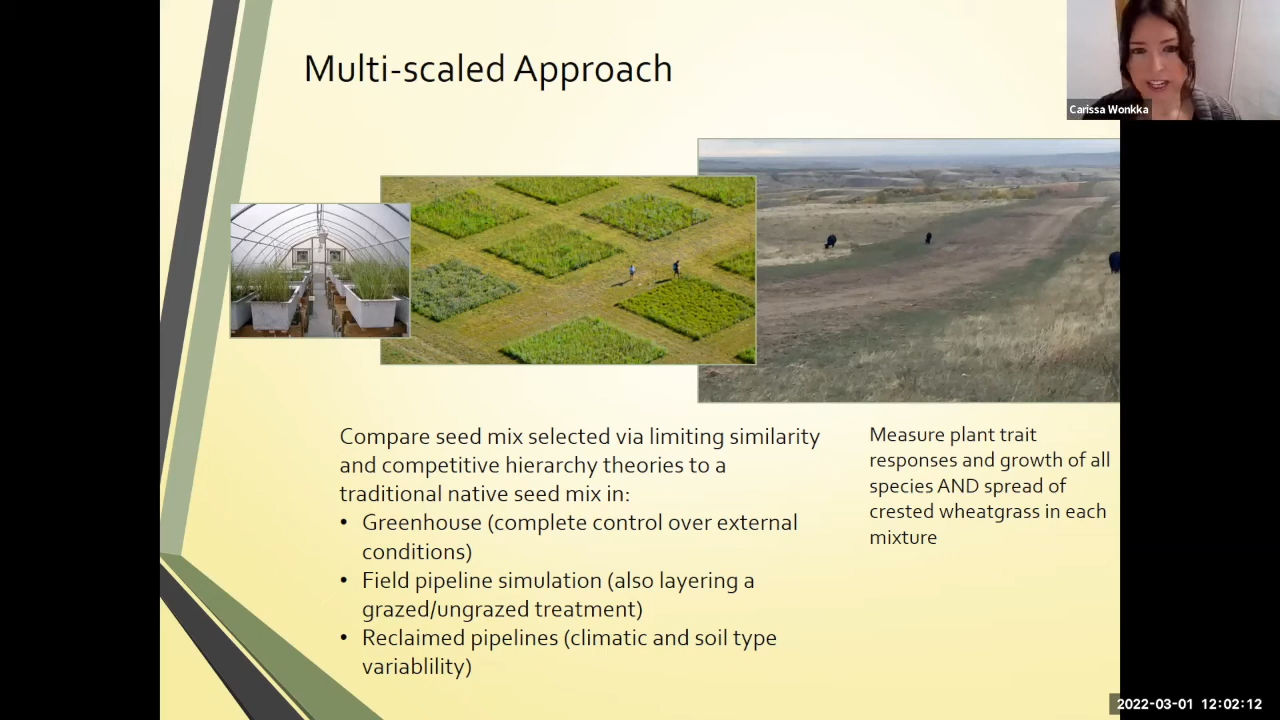 Multi-scaled Approach
Carissa Wonkka
Compare seed mix selected via limiting similarity
and competitive hierarchy theories to a
traditional native seed mix in:
• Greenhouse (complete control over external
conditions)
• Field pipeline simulation (also layering a
grazed/ungrazed treatment)
• Reclaimed pipelines (climatic and soil type
variablility)
Measure plant trait
responses and growth of all
species AND spread of
crested wheatgrass in each
mixture
2022-03-01 12:02:12